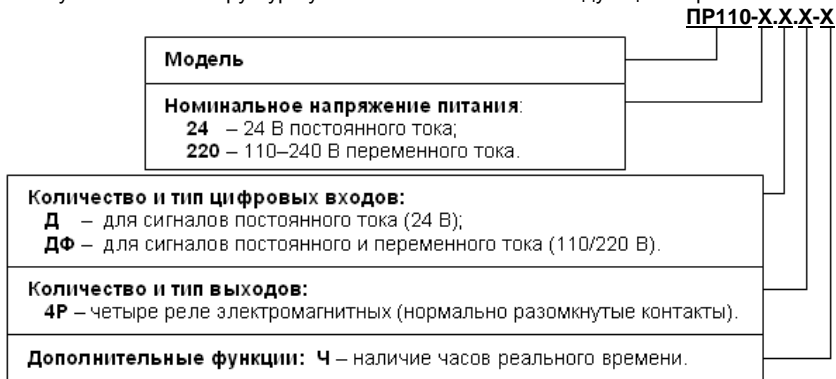 ПР110-Х.Х.Х-Х
Модель
Номинальное напряжение питания:
24 – 24 В постоянного тока;
220 – 110–240 В переменного тока.
Количество и тип цифровых входов:
Д – для сигналов постоянного тока (24 В);
ДФ – для сигналов постоянного и переменного тока (110/220 В).
Количество и тип выходов:
4Р – четыре реле электромагнитных (нормально разомкнутые контакты).
Дополнительные функции: Ч – наличие часов реального времени.